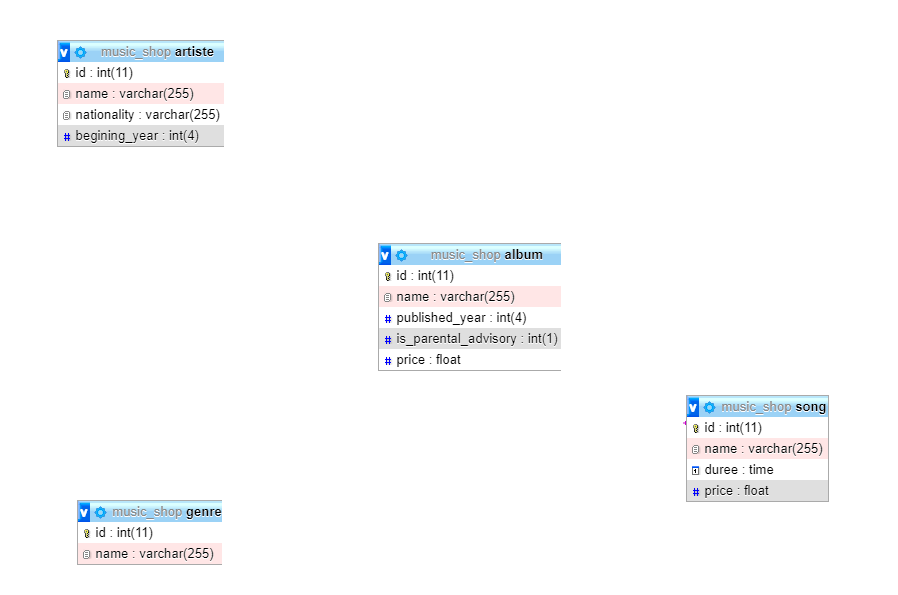 v music_shop artiste
id : int(11)
name : varchar(255)
nationality : varchar(255)
# begining_year : int(4)
v music_shop album
id : int(11)
name : varchar(255)
# published_year : int(4)
# is_parental_advisory : int(1)
# price : float
v music_shop song
id : int(11)
name : varchar(255)
duree : time
# price : float
v music_shop genre
id : int(11)
name : varchar(255)